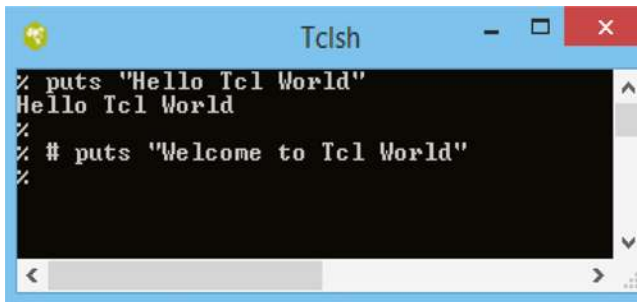 Tclsh
% puts "Hello Tcl World"
Hello Tcl World
%
% # puts "Welcome to Tcl World"
%